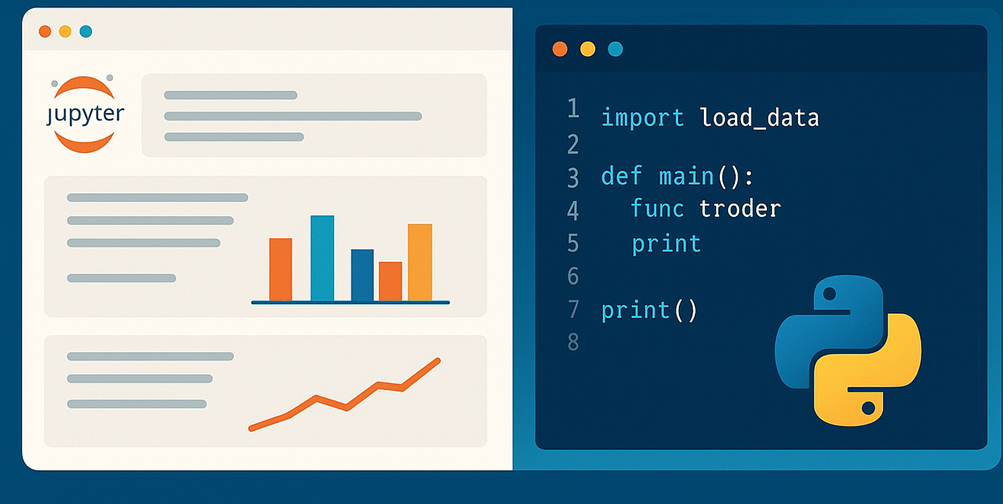 jupyter
1 import load_data
2
3 def main():
4 func troder
5 print
6
7 print()
8